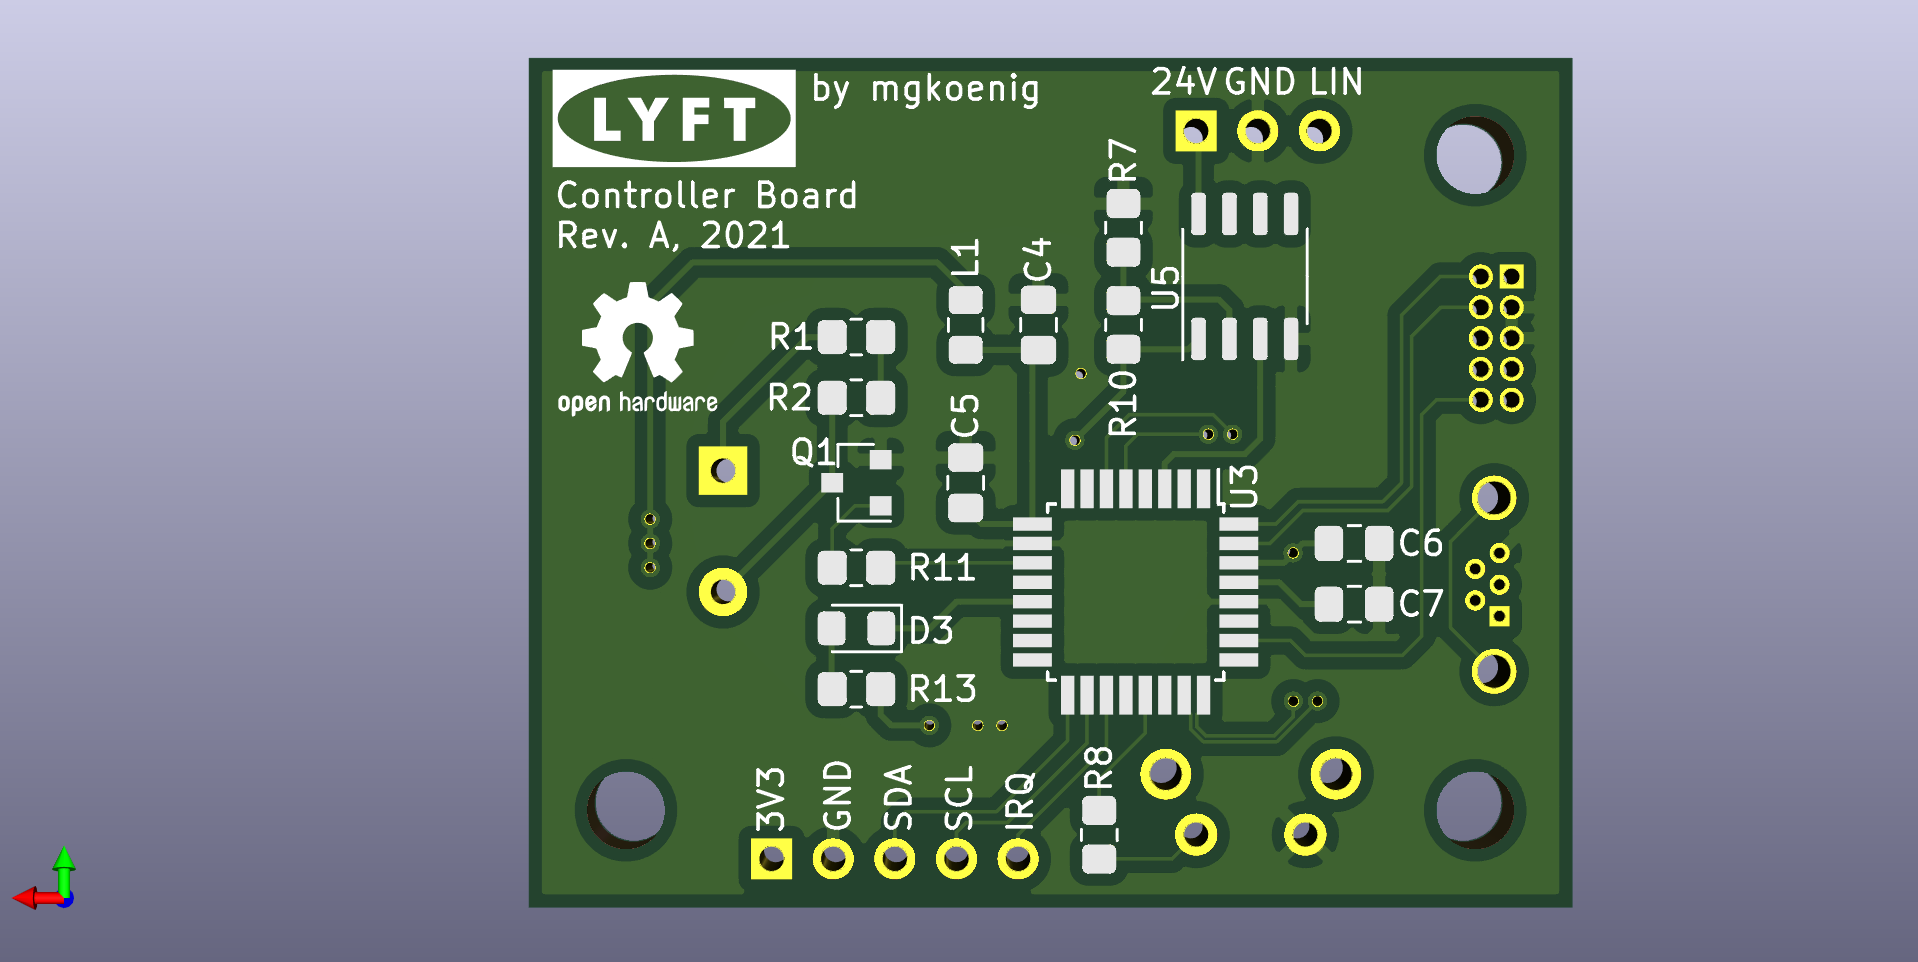 LYFT
by mgkoenig
24V GND LIN
Controller Board
Rev. A, 2021
open hardware
R7
L1
C4
U5
R1
R2
R10
C5
Q1
U3
C6
R11
C7
D3
R13
R8
3V3
GND
SDA
SCL
IRQ